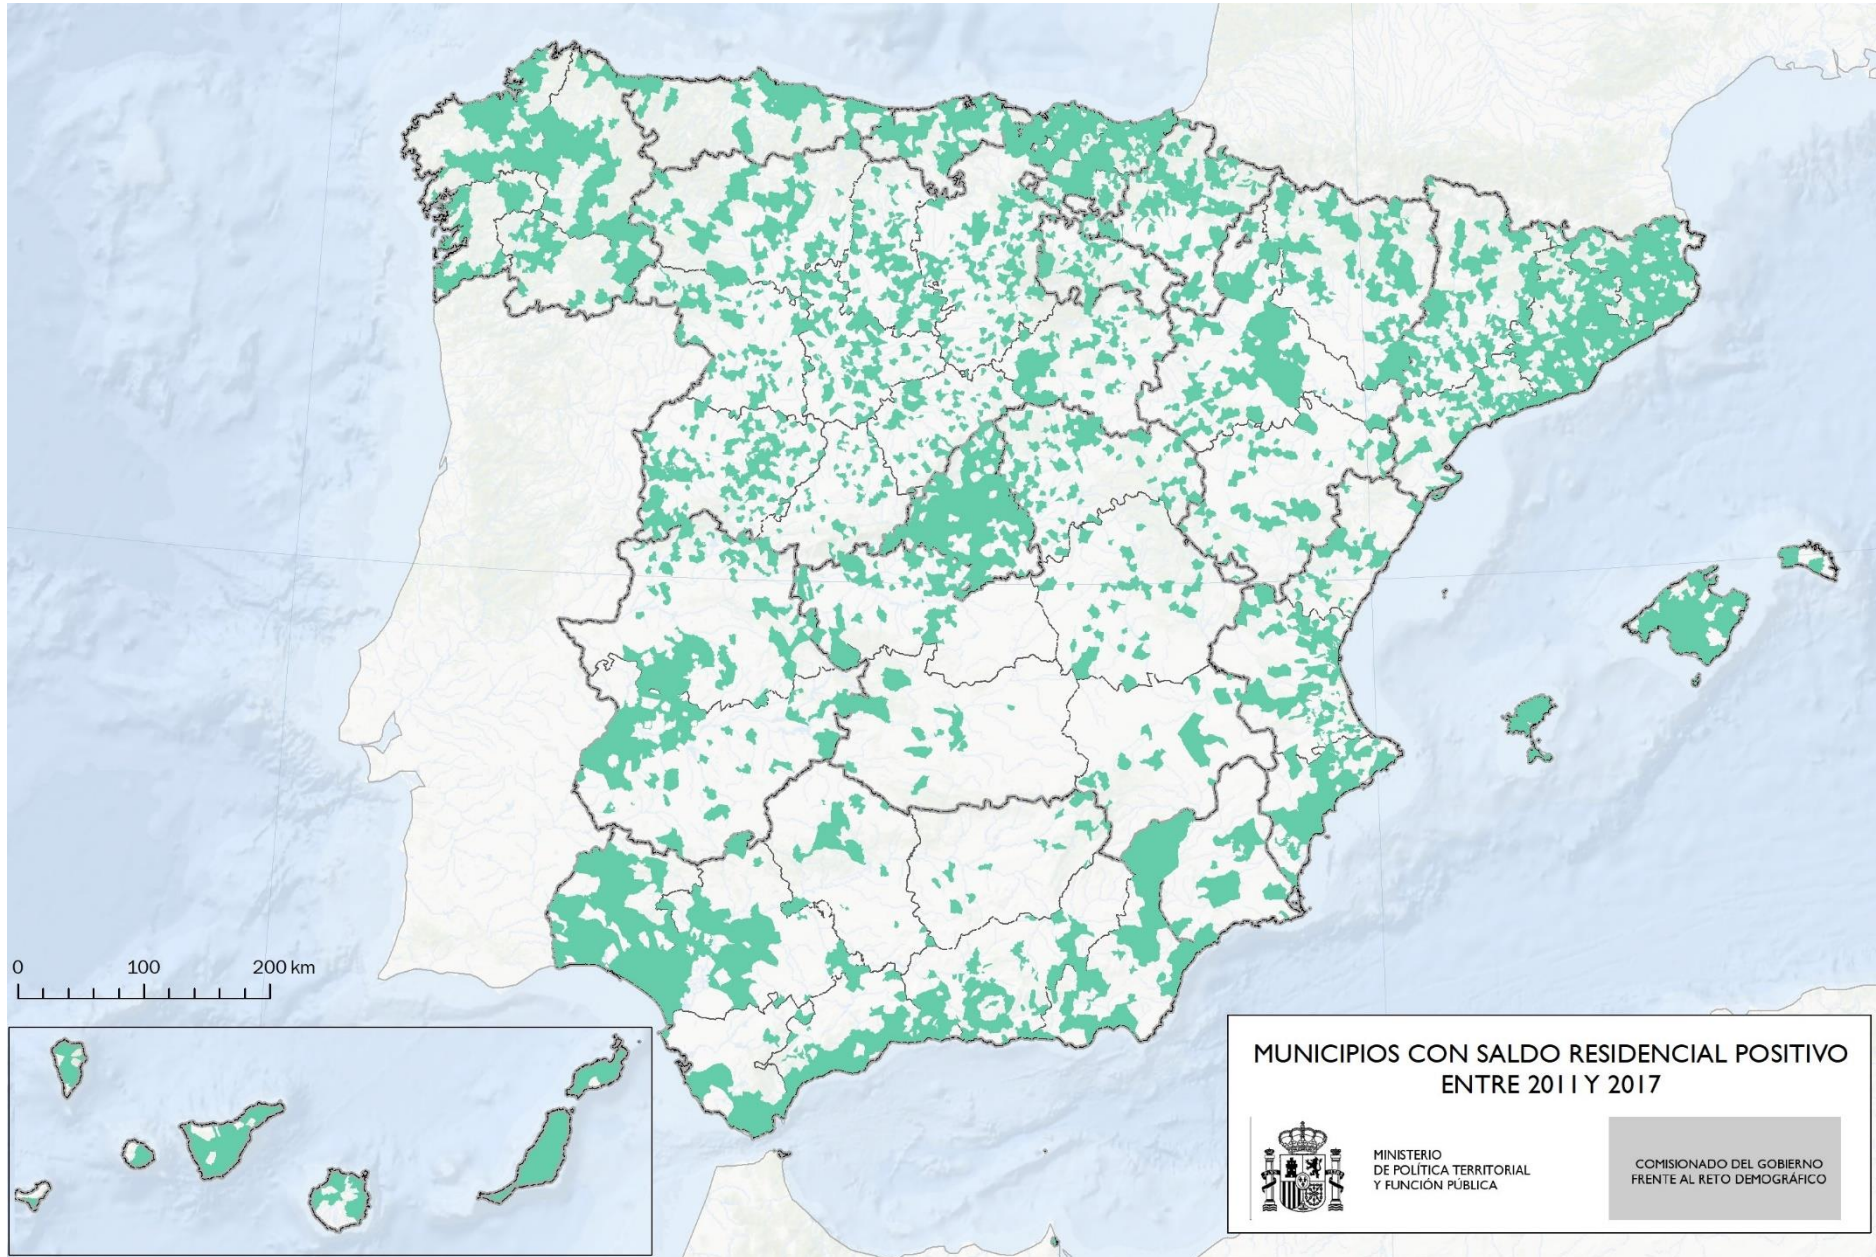 0 100 200 km
MUNICIPIOS CON SALDO RESIDENCIAL POSITIVO
ENTRE 2011 Y 2017
MINISTERIO
DE POLÍTICA TERRITORIAL
Y FUNCIÓN PÚBLICA
COMISIONADO DEL GOBIERNO
FRENTE AL RETO DEMOGRÁFICO